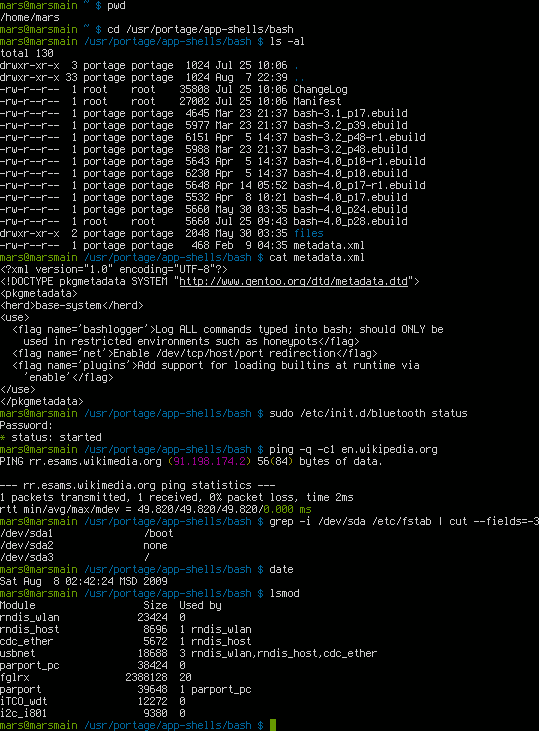 mars@marsmain ~ $ pwd
/home/mars
mars@marsmain ~ $ cd /usr/portage/app-shells/bash
mars@marsmain /usr/portage/app-shells/bash $ ls -al
total 130
drwxr-xr-x  3 portage portage  1024 Jul 25 10:06 .
drwxr-xr-x 33 portage portage  1024 Aug  7 22:39 ..
-rw-r--r--  1 root    root    35808 Jul 25 10:06 ChangeLog
-rw-r--r--  1 root    root    27002 Jul 25 10:06 Manifest
-rw-r--r--  1 portage portage  4645 Mar 23 21:37 bash-3.1_p17.ebuild
-rw-r--r--  1 portage portage  5977 Mar 23 21:37 bash-3.2_p39.ebuild
-rw-r--r--  1 portage portage  6151 Apr  5 14:37 bash-3.2_p48-r1.ebuild
-rw-r--r--  1 portage portage  5988 Mar 23 21:37 bash-3.2_p48.ebuild
-rw-r--r--  1 portage portage  5643 Apr  5 14:37 bash-4.0_p10-r1.ebuild
-rw-r--r--  1 portage portage  6230 Apr  5 14:37 bash-4.0_p10.ebuild
-rw-r--r--  1 portage portage  5648 Apr 14 05:52 bash-4.0_p17-r1.ebuild
-rw-r--r--  1 portage portage  5532 Apr  8 10:21 bash-4.0_p17.ebuild
-rw-r--r--  1 portage portage  5660 May 30 03:35 bash-4.0_p24.ebuild
-rw-r--r--  1 root    root     5660 Jul 25 09:43 bash-4.0_p28.ebuild
drwxr-xr-x  2 portage portage  2048 May 30 03:35 files
-rw-r--r--  1 portage portage   468 Feb  9 04:35 metadata.xml
mars@marsmain /usr/portage/app-shells/bash $ cat metadata.xml
<?xml version="1.0" encoding="UTF-8"?>
<!DOCTYPE pkgmetadata SYSTEM "http://www.gentoo.org/dtd/metadata.dtd">
<pkgmetadata>
<herd>base-system</herd>
<use>
  <flag name='bashlogger'>Log ALL commands typed into bash; should ONLY be
    used in restricted environments such as honeypots</flag>
  <flag name='net'>Enable /dev/tcp/host/port redirection</flag>
  <flag name='plugins'>Add support for loading builtins at runtime via
    'enable'</flag>
</use>
</pkgmetadata>
mars@marsmain /usr/portage/app-shells/bash $ sudo /etc/init.d/bluetooth status
Password:
* status: started
mars@marsmain /usr/portage/app-shells/bash $ ping -q -c1 en.wikipedia.org
PING rr.esams.wikimedia.org (91.198.174.2) 56(84) bytes of data.

--- rr.esams.wikimedia.org ping statistics ---
1 packets transmitted, 1 received, 0% packet loss, time 2ms
rtt min/avg/max/mdev = 49.820/49.820/49.820/0.000 ms
mars@marsmain /usr/portage/app-shells/bash $ grep -i /dev/sda /etc/fstab | cut --fields=-3
/dev/sda1               /boot
/dev/sda2               none
/dev/sda3               /
mars@marsmain /usr/portage/app-shells/bash $ date
Sat Aug  8 02:42:24 MSD 2009
mars@marsmain /usr/portage/app-shells/bash $ lsmod
Module                  Size  Used by
rndis_wlan             23424  0
rndis_host              8696  1 rndis_wlan
cdc_ether               5672  1 rndis_host
usbnet                 18688  3 rndis_wlan,rndis_host,cdc_ether
parport_pc             38424  0
fglrx                2388128  20
parport                39648  1 parport_pc
iTCO_wdt               12272  0
i2c_i801                9380  0
mars@marsmain /usr/portage/app-shells/bash $